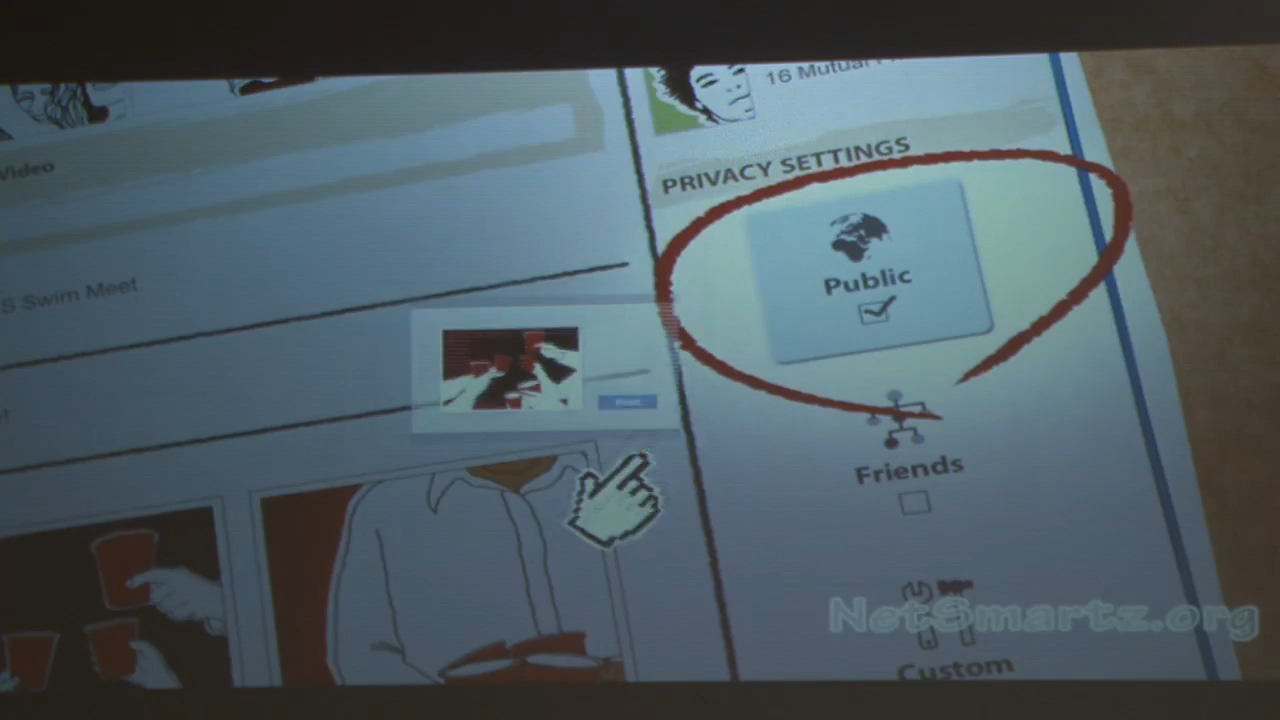 16 Mutual
Video
PRIVACY SETTINGS
Public
S Swim Meet
Friends
NetSmartz.org
Custom